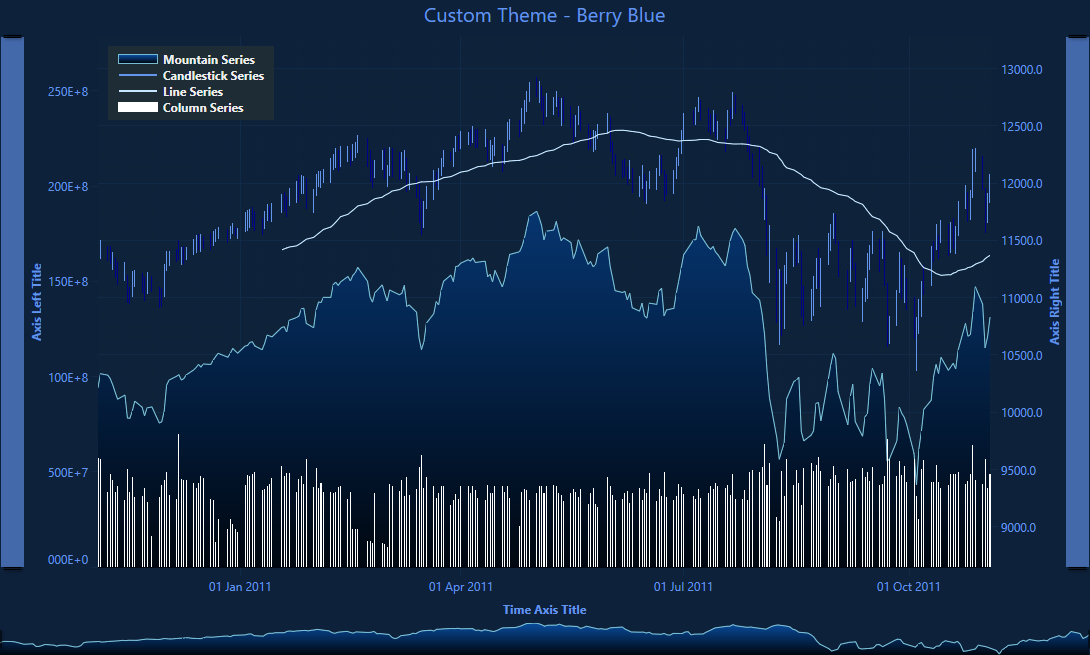 Custom Theme - Berry Blue
Mountain Series
Candlestick Series
Line Series
Column Series
250E+8
200E+8
150E+8
100E+8
500E+7
000E+0
Axis Left Title
13000.0
12500.0
12000.0
11500.0
11000.0
10500.0
10000.0
9500.0
9000.0
Axis Right Title
01 Jan 2011
01 Apr 2011
01 Jul 2011
01 Oct 2011
Time Axis Title